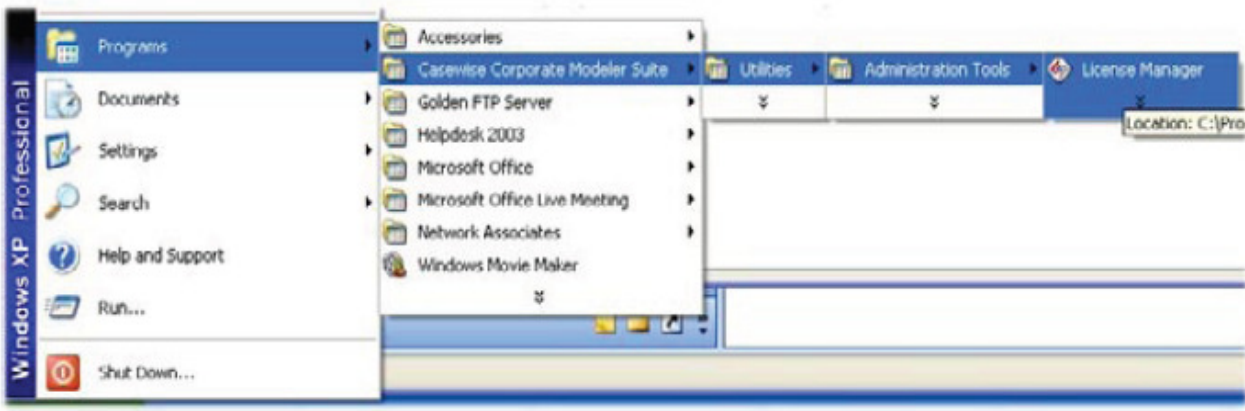 Windows XP Professional
Programs
Documents
Settings
Search
Help and Support
Run...
Shut Down...
Accessories
Casewise Corporate Modeler Suite
Golden FTP Server
Helpdesk 2003
Microsoft Office
Microsoft Office Live Meeting
Network Associates
Windows Movie Maker
Utilities
Administration Tools
License Manager
Location: C:\Pro